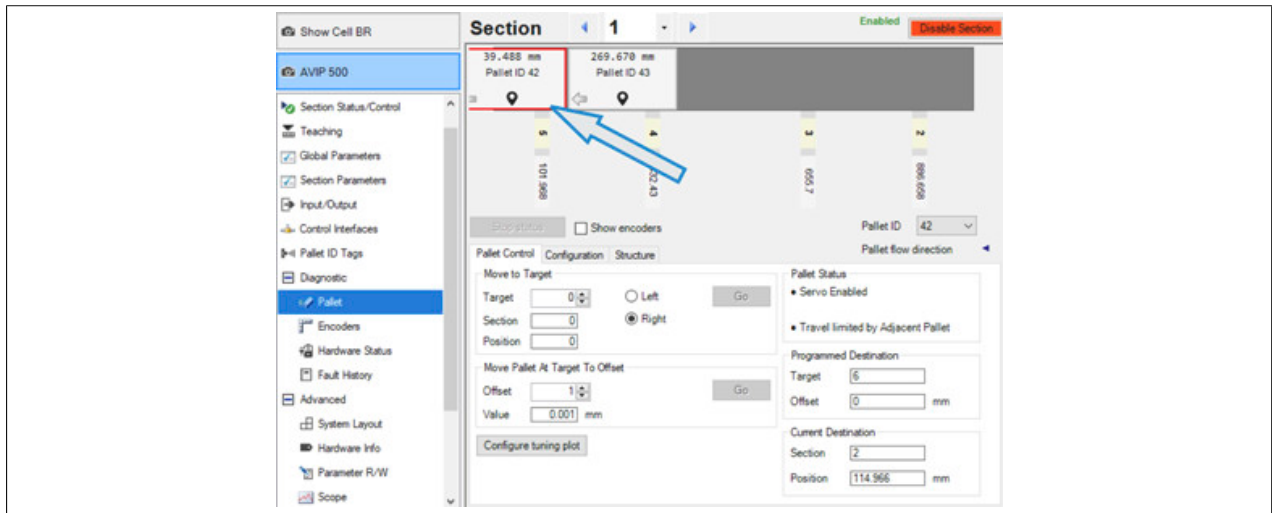 Show Cell BR
AVIP 500
Section Status/Control
Teaching
Global Parameters
Section Parameters
Input/Output
Control Interfaces
Pallet ID Tags
Diagnostic
Pallet
Encoders
Hardware Status
Fault History
Advanced
System Layout
Hardware Info
Parameter R/W
Scope
Section 1
Enabled
Disable Section
39.488 mm
Pallet ID 42
269.670 mm
Pallet ID 43
5
4
3
2
101.968
32.43
655.7
886.658
Stop status
Show encoders
Pallet ID 42
Pallet flow direction
Pallet Control Configuration Structure
Move to Target
Target 0 Left Go
Section 0 Right
Position 0
Move Pallet At Target To Offset
Offset 1 Go
Value 0.001 mm
Configure tuning plot
Pallet Status
• Servo Enabled
• Travel limited by Adjacent Pallet
Programmed Destination
Target 6
Offset 0 mm
Current Destination
Section 2
Position 114.966 mm